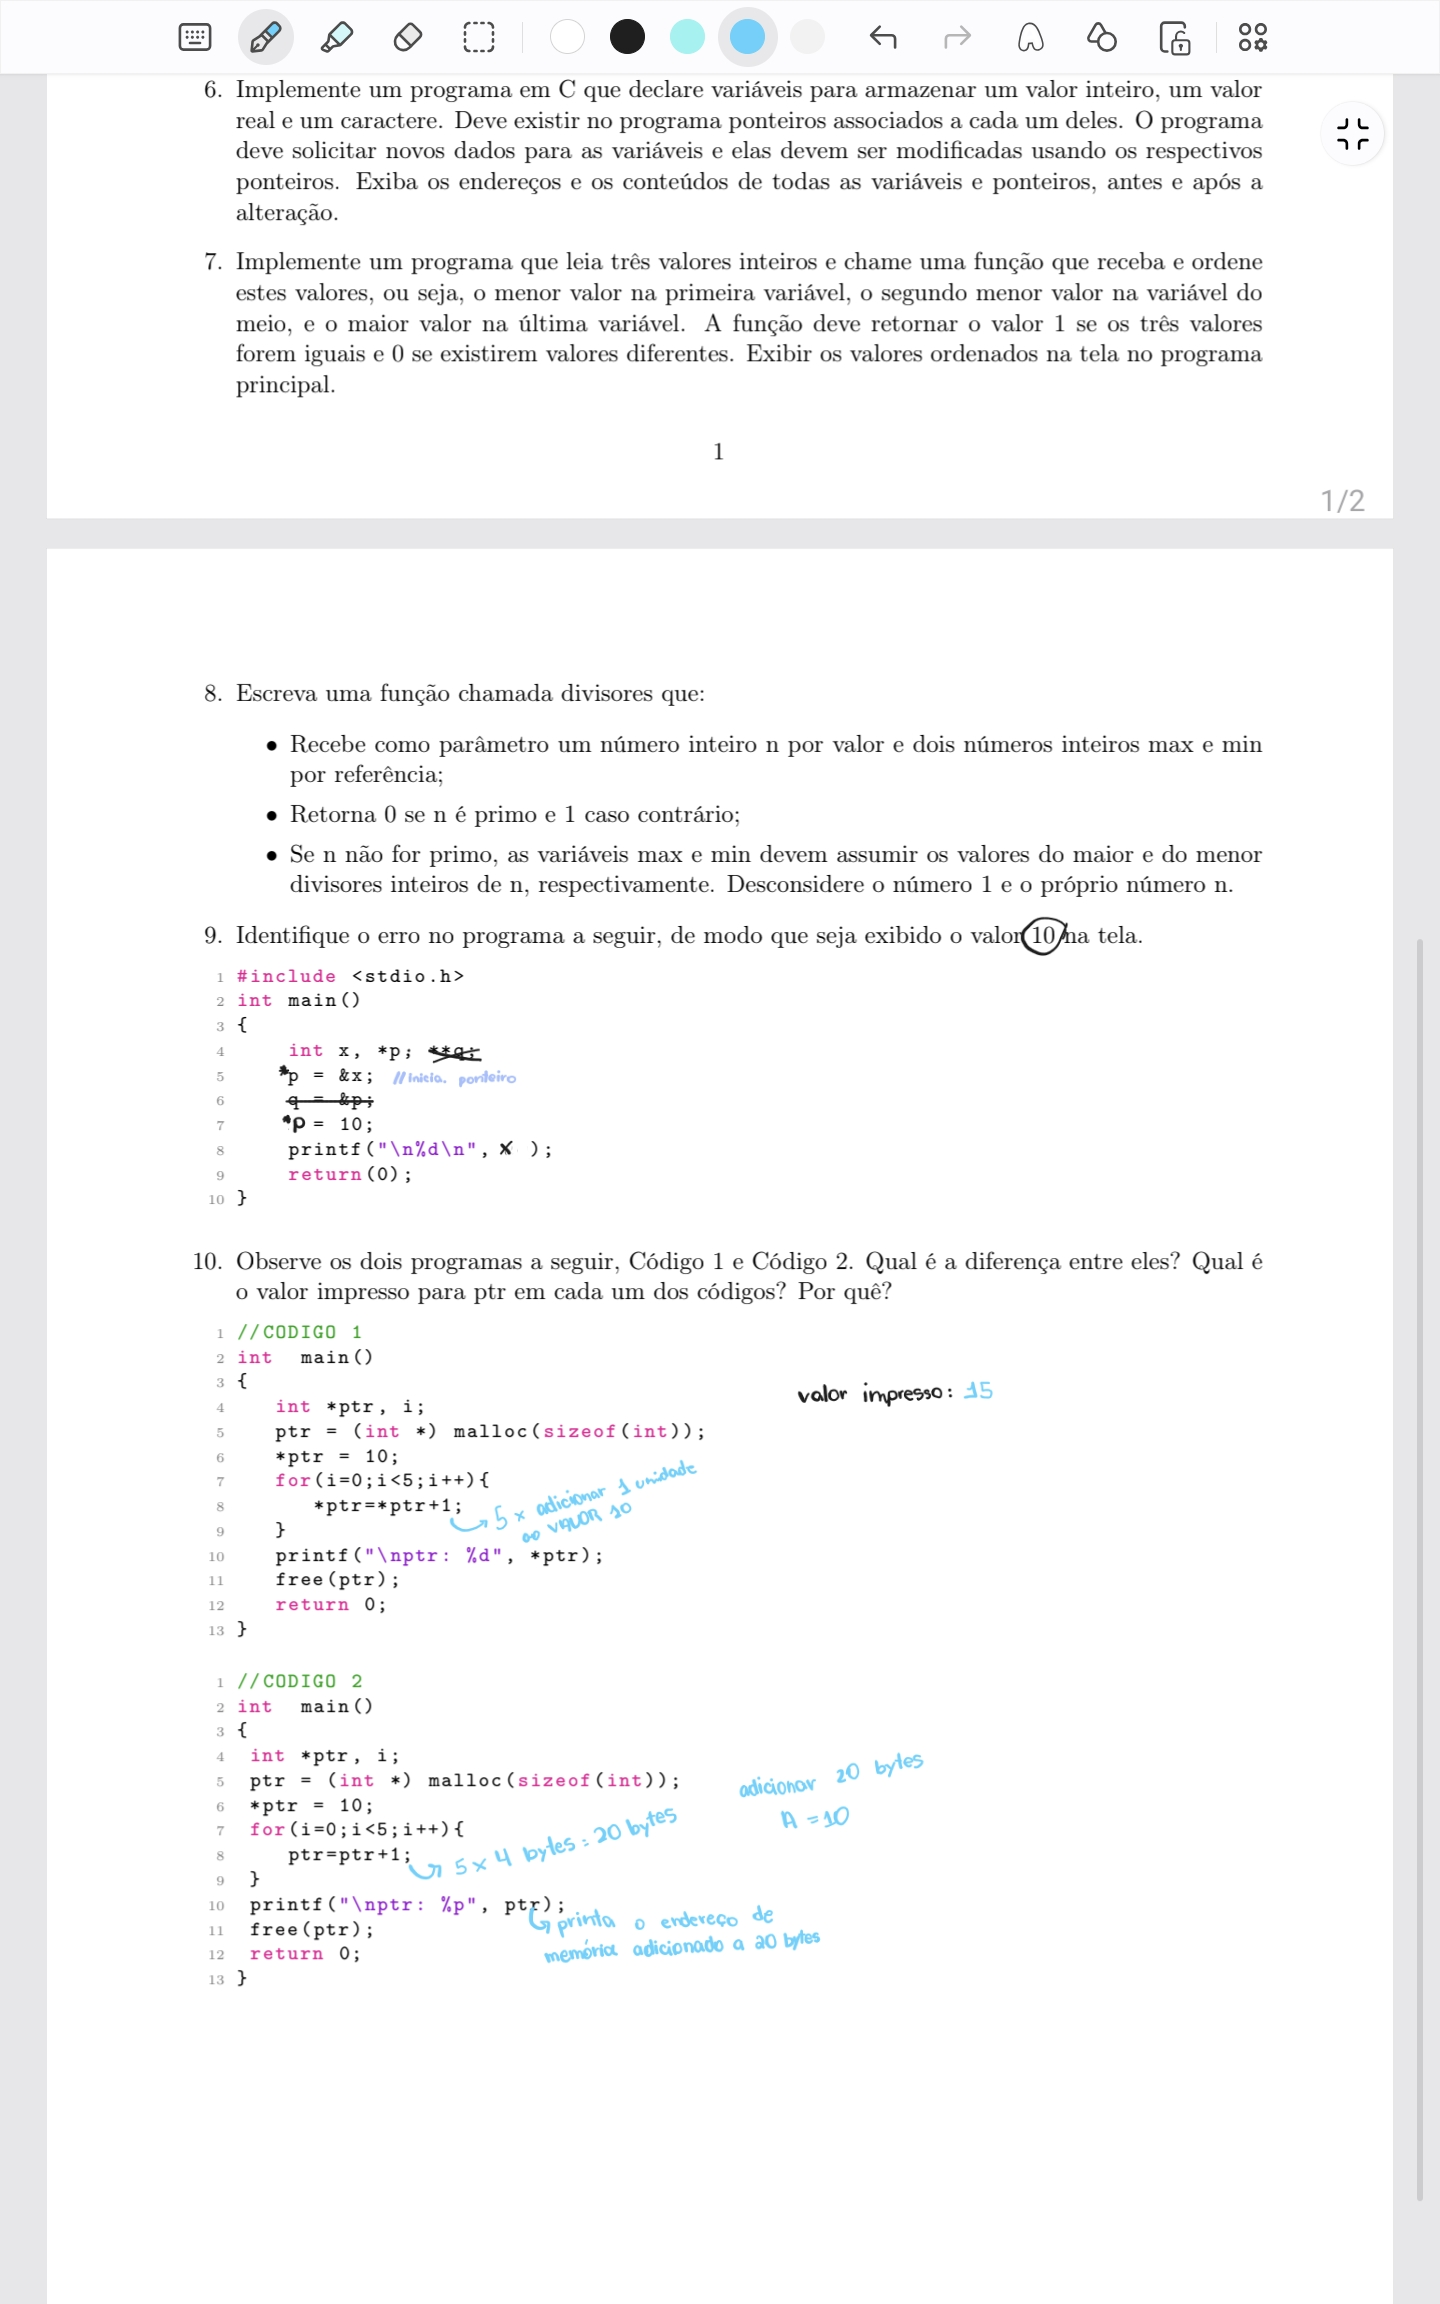 6. Implemente um programa em C que declare variáveis para armazenar um valor inteiro, um valor
real e um caractere. Deve existir no programa ponteiros associados a cada um deles. O programa
deve solicitar novos dados para as variáveis e elas devem ser modificadas usando os respectivos
ponteiros. Exiba os endereços e os conteúdos de todas as variáveis e ponteiros, antes e após a
alteração.
7. Implemente um programa que leia três valores inteiros e chame uma função que receba e ordene
estes valores, ou seja, o menor valor na primeira variável, o segundo menor valor na variável do
meio, e o maior valor na última variável. A função deve retornar o valor 1 se os três valores
forem iguais e 0 se existirem valores diferentes. Exibir os valores ordenados na tela no programa
principal.
1
1/2
8. Escreva uma função chamada divisores que:
• Recebe como parâmetro um número inteiro n por valor e dois números inteiros max e min
por referência;
• Retorna 0 se n é primo e 1 caso contrário;
• Se n não for primo, as variáveis max e min devem assumir os valores do maior e do menor
divisores inteiros de n, respectivamente. Desconsidere o número 1 e o próprio número n.
9. Identifique o erro no programa a seguir, de modo que seja exibido o valor 10 na tela.
1 #include <stdio.h>
2 int main()
3 {
4 int x, *p; **q;
5 *p = &x; //inicia. ponteiro
6 q = &p;
7 *p = 10;
8 printf("\n%d\n", x );
9 return(0);
10 }
10. Observe os dois programas a seguir, Código 1 e Código 2. Qual é a diferença entre eles? Qual é
o valor impresso para ptr em cada um dos códigos? Por quê?
1 //CODIGO 1
2 int main()
3 {
valor impresso: 15
4 int *ptr, i;
5 ptr = (int *) malloc(sizeof(int));
6 *ptr = 10;
7 for(i=0;i<5;i++){
8 *ptr=*ptr+1;
5 x adicionar 1 unidade
ao VALOR 10
9 }
10 printf("\nptr: %d", *ptr);
11 free(ptr);
12 return 0;
13 }
1 //CODIGO 2
2 int main()
3 {
4 int *ptr, i;
5 ptr = (int *) malloc(sizeof(int));
adicionar 20 bytes
6 *ptr = 10;
A = 10
7 for(i=0;i<5;i++){
8 ptr=ptr+1;
5 x 4 bytes = 20 bytes
9 }
10 printf("\nptr: %p", ptr);
printa o endereço de
memória adicionado a 20 bytes
11 free(ptr);
12 return 0;
13 }